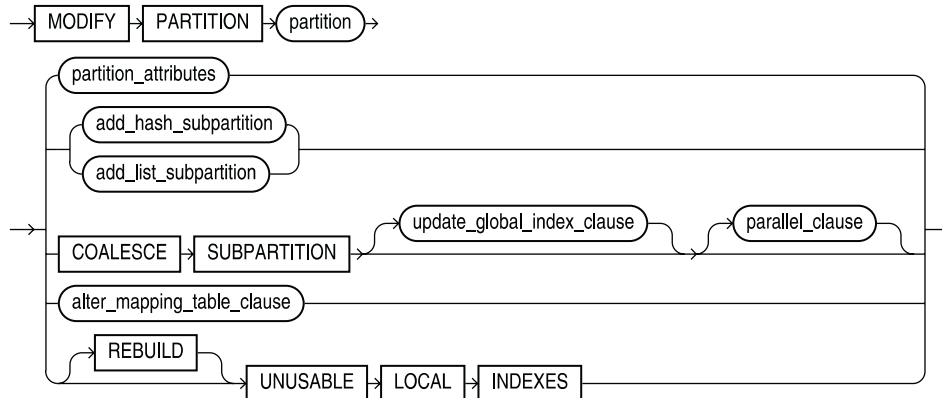 MODIFY PARTITION partition
partition_attributes
add_hash_subpartition
add_list_subpartition
update_global_index_clause parallel_clause
COALESCE SUBPARTITION
alter_mapping_table_clause
REBUILD
UNUSABLE LOCAL INDEXES